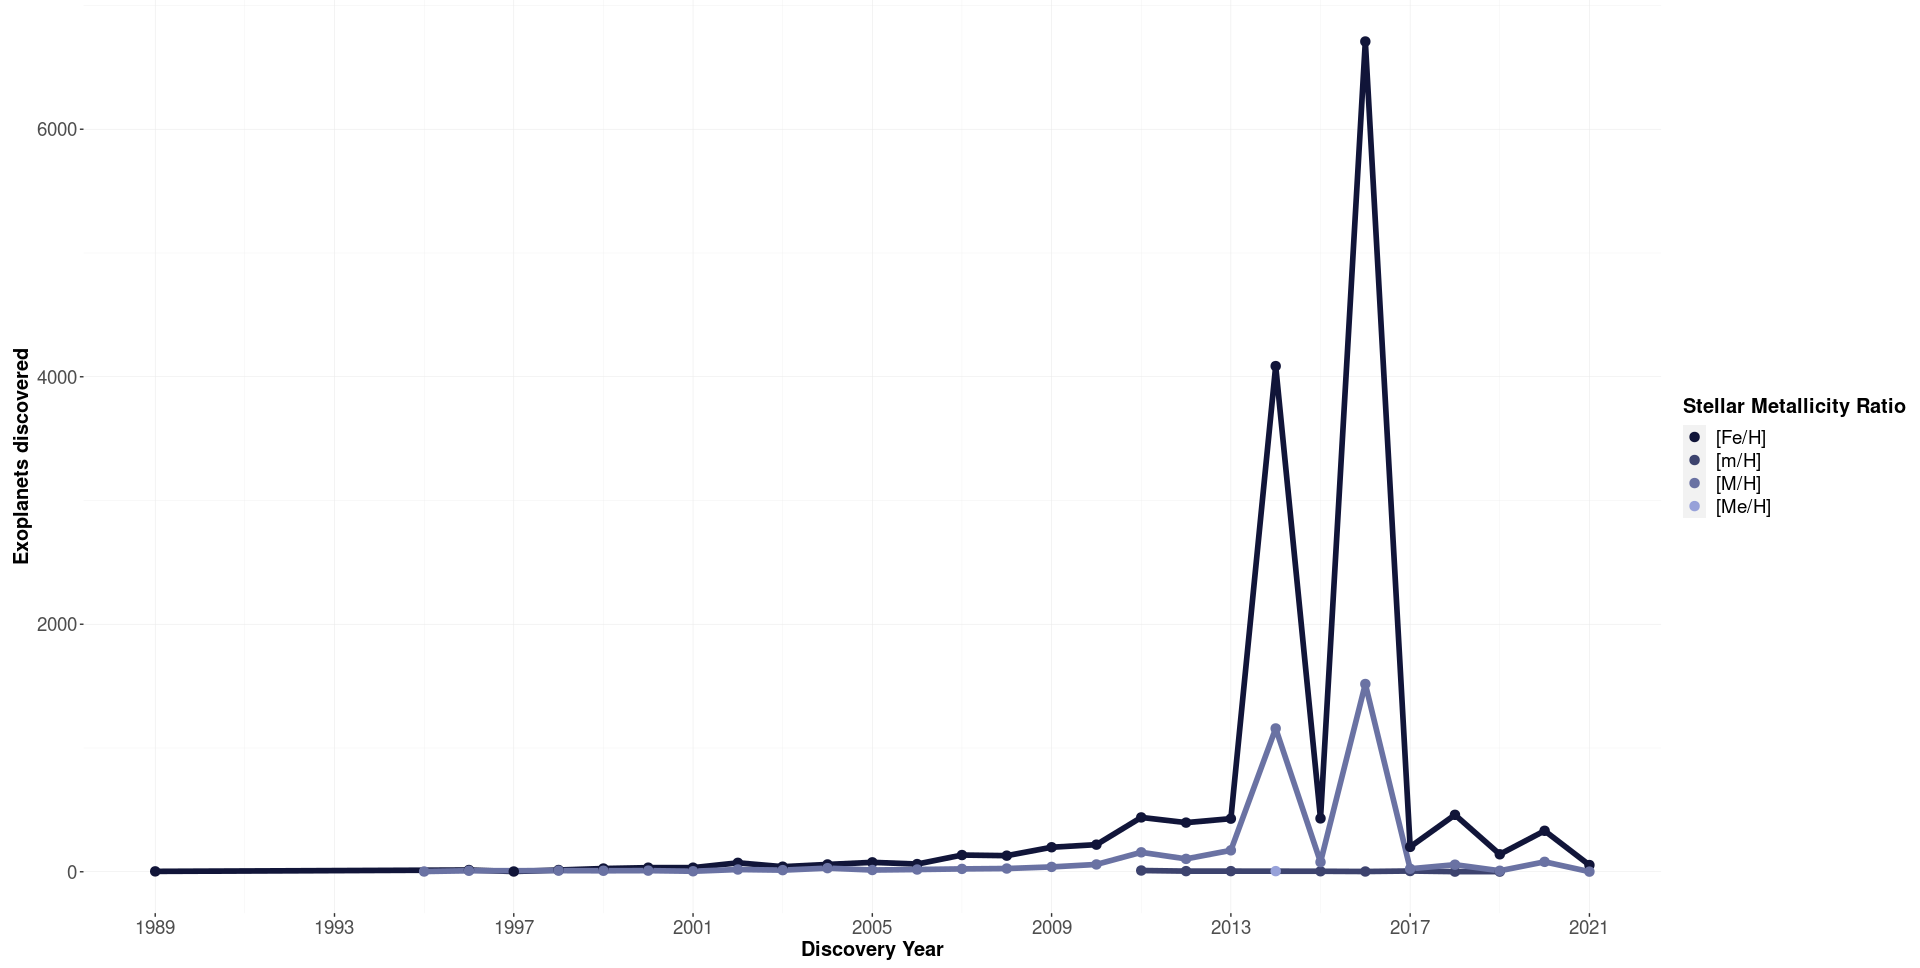 6000
4000
2000
0
Exoplanets discovered
1989 1993 1997 2001 2005 2009 2013 2017 2021
Discovery Year
Stellar Metallicity Ratio
[Fe/H]
[m/H]
[M/H]
[Me/H]